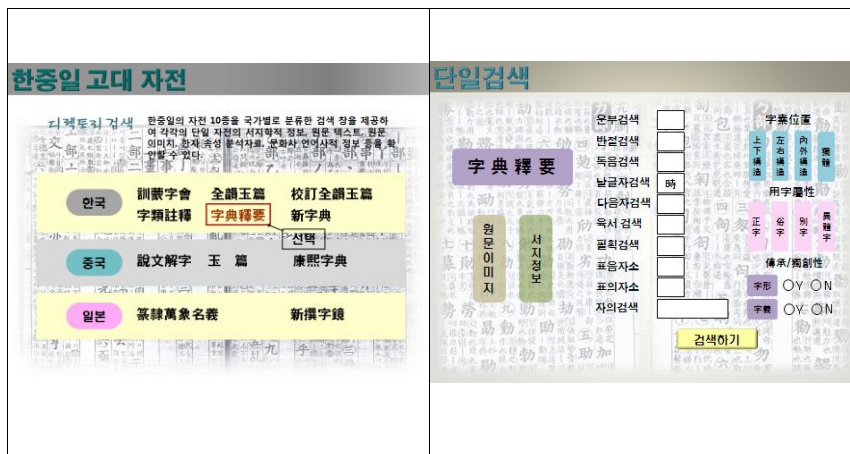 한중일 고대 자전
디렉토리 검색
한중일의 자전 10종을 국가별로 분류한 검색 창을 제공하
여 각각의 단일 자전의 서지학적 정보, 원문 텍스트, 원문
이미지, 한자 속성 분석자료, 문화사 언어사적 정보 등을 확
인할 수 있다.
한국
訓蒙字會 全韻玉篇 校訂全韻玉篇
字類註釋 字典釋要 新字典
선택
중국
說文解字 玉 篇 康熙字典
일본
篆隷萬象名義 新撰字鏡
단일검색
字 典 釋 要
원문이미지
서지정보
운부검색
반절검색
독음검색
낱글자검색 時
다음자검색
육서 검색
필획검색
표음자소
표의자소
자의검색
字素位置
上下構造
左右構造
內外構造
獨體
用字屬性
正字
俗字
別字
異體字
傳承/獨創性
字形 ○Y ○N
字義 ○Y ○N
검색하기